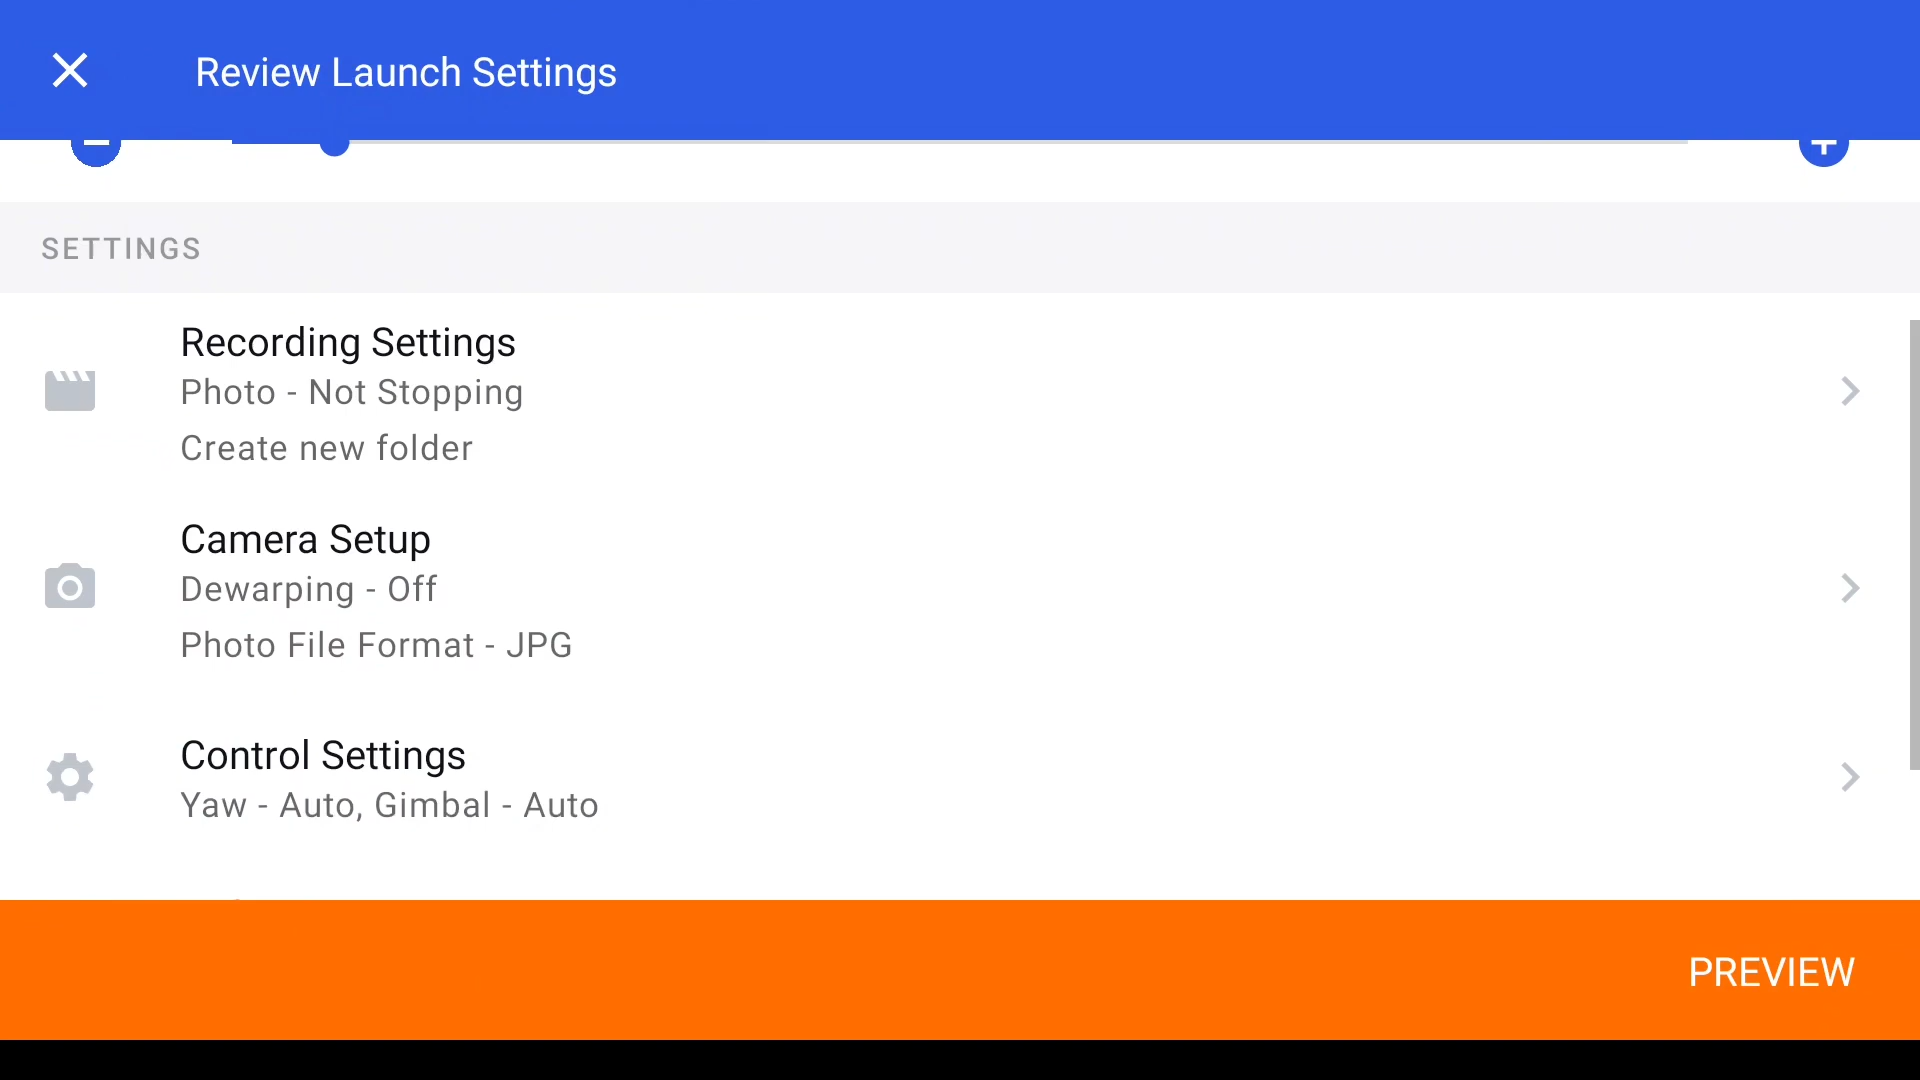 Review Launch Settings
SETTINGS
Recording Settings
Photo - Not Stopping
Create new folder
Camera Setup
Dewarping - Off
Photo File Format - JPG
Control Settings
Yaw - Auto, Gimbal - Auto
PREVIEW